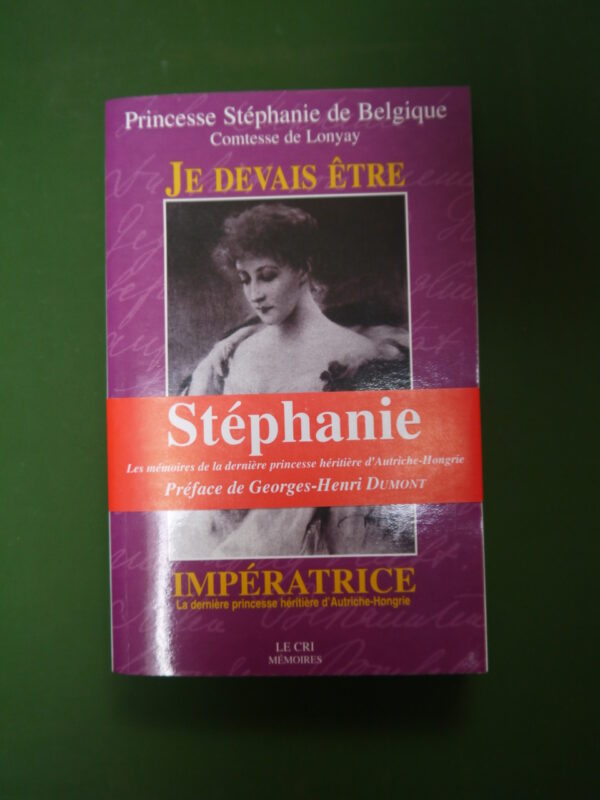 Princesse Stéphanie de Belgique
Comtesse de Lonyay
JE DEVAIS ÊTRE
Stéphanie
Les mémoires de la dernière princesse héritière d'Autriche-Hongrie
Préface de Georges-Henri DUMONT
IMPÉRATRICE
La dernière princesse héritière d'Autriche-Hongrie
LE CRI
MÉMOIRES